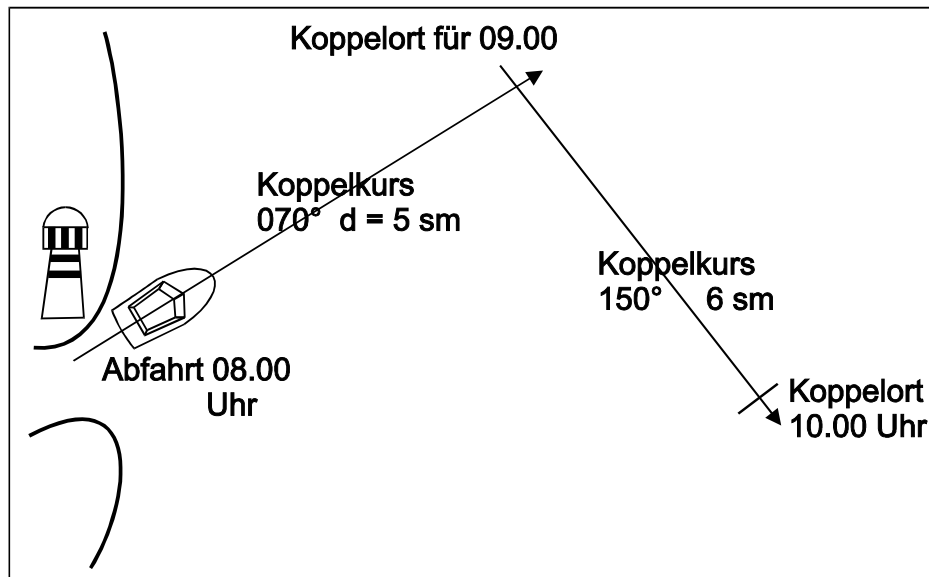 Koppelort für 09.00
Koppelkurs
070° d = 5 sm
Koppelkurs
150° 6 sm
Abfahrt 08.00
Uhr
Koppelort
10.00 Uhr